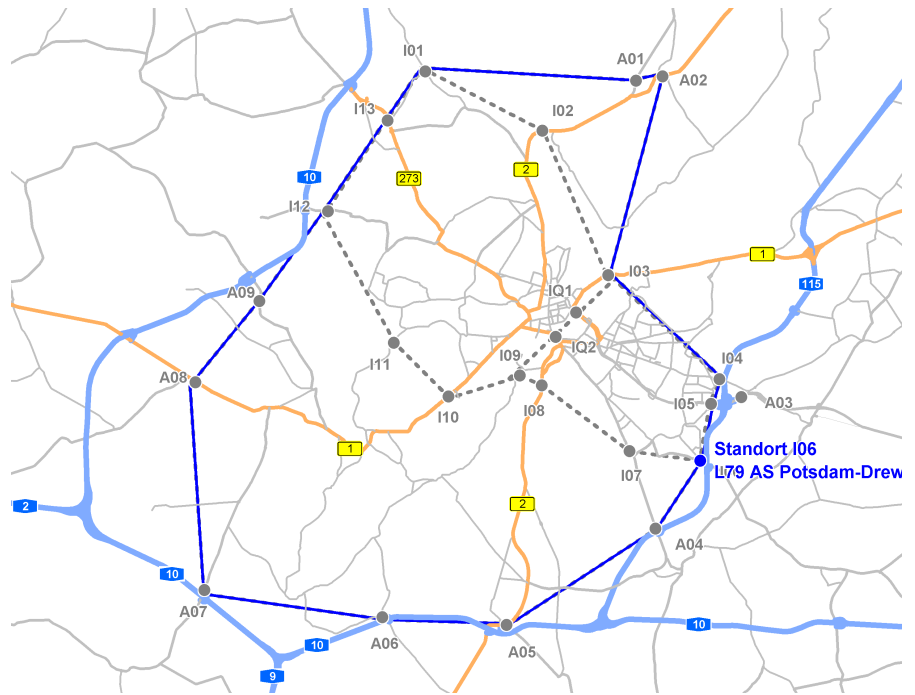 I01
A01
A02
I13
I02
2
273
10
I12
1
I03
115
A09
IQ1
IQ2
I11
I09
I04
A08
I10
I08
I05
A03
1
I07
Standort I06
L79 AS Potsdam-Drew
2
2
A04
10
A07
10
A06
A05
10
9